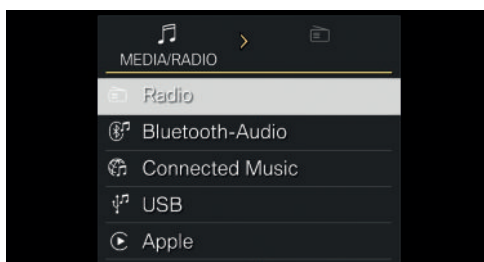 MEDIA/RADIO
Radio
Bluetooth-Audio
Connected Music
USB
Apple